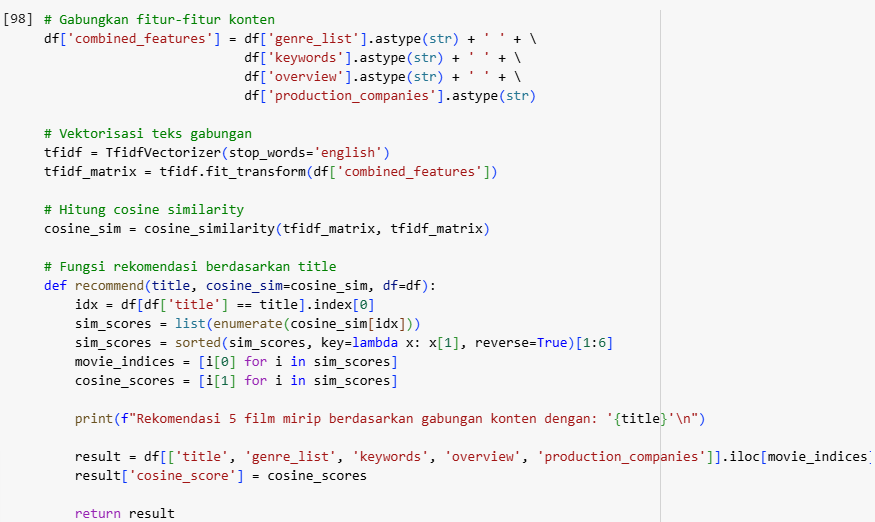 [98] # Gabungkan fitur-fitur konten
df['combined_features'] = df['genre_list'].astype(str) + ' ' + \
                          df['keywords'].astype(str) + ' ' + \
                          df['overview'].astype(str) + ' ' + \
                          df['production_companies'].astype(str)

# Vektorisasi teks gabungan
tfidf = TfidfVectorizer(stop_words='english')
tfidf_matrix = tfidf.fit_transform(df['combined_features'])

# Hitung cosine similarity
cosine_sim = cosine_similarity(tfidf_matrix, tfidf_matrix)

# Fungsi rekomendasi berdasarkan title
def recommend(title, cosine_sim=cosine_sim, df=df):
    idx = df[df['title'] == title].index[0]
    sim_scores = list(enumerate(cosine_sim[idx]))
    sim_scores = sorted(sim_scores, key=lambda x: x[1], reverse=True)[1:6]
    movie_indices = [i[0] for i in sim_scores]
    cosine_scores = [i[1] for i in sim_scores]

    print(f"Rekomendasi 5 film mirip berdasarkan gabungan konten dengan: '{title}'\n")

    result = df[['title', 'genre_list', 'keywords', 'overview', 'production_companies']].iloc[movie_indices]
    result['cosine_score'] = cosine_scores

    return result